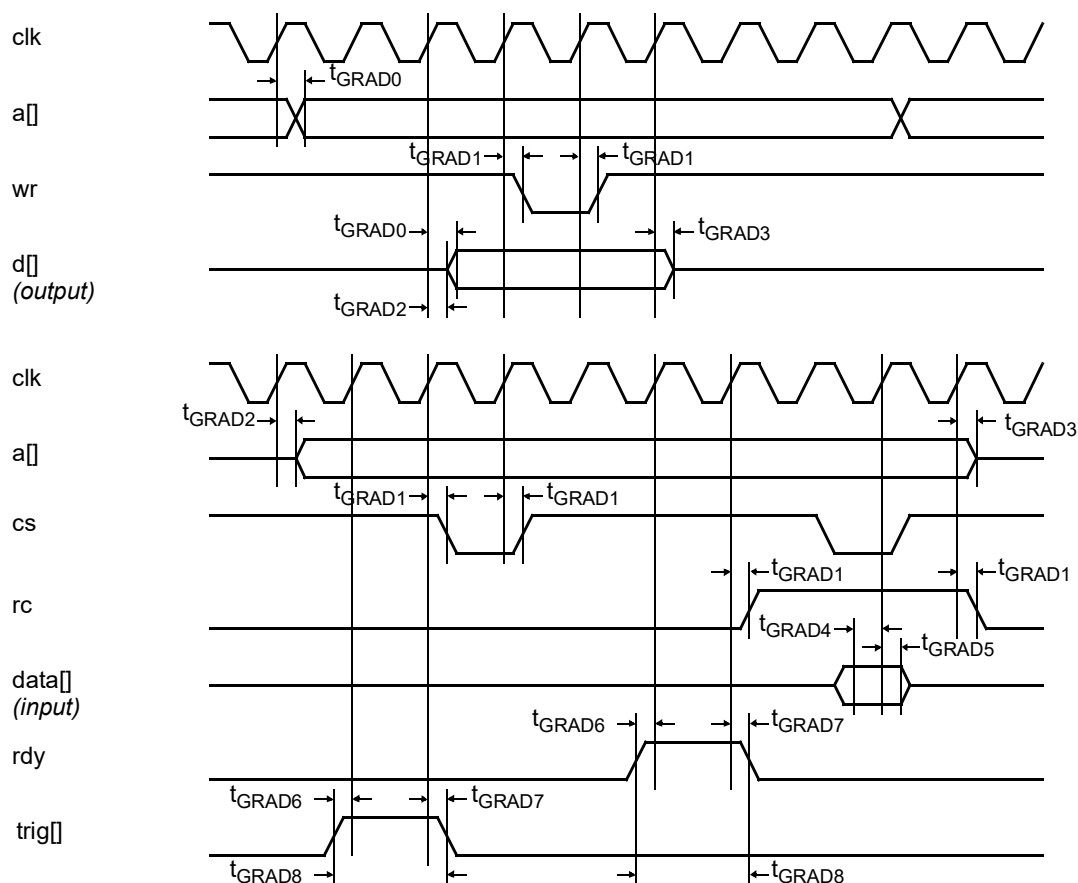 clk
tGRAD0
a[]
tGRAD1 tGRAD1
wr
tGRAD0 tGRAD3
d[]
(output)
tGRAD2
clk
tGRAD2 tGRAD3
a[]
tGRAD1 tGRAD1
cs
tGRAD1 tGRAD1
rc
tGRAD4 tGRAD5
data[]
(input)
tGRAD6 tGRAD7
rdy
tGRAD6 tGRAD7
trig[]
tGRAD8 tGRAD8